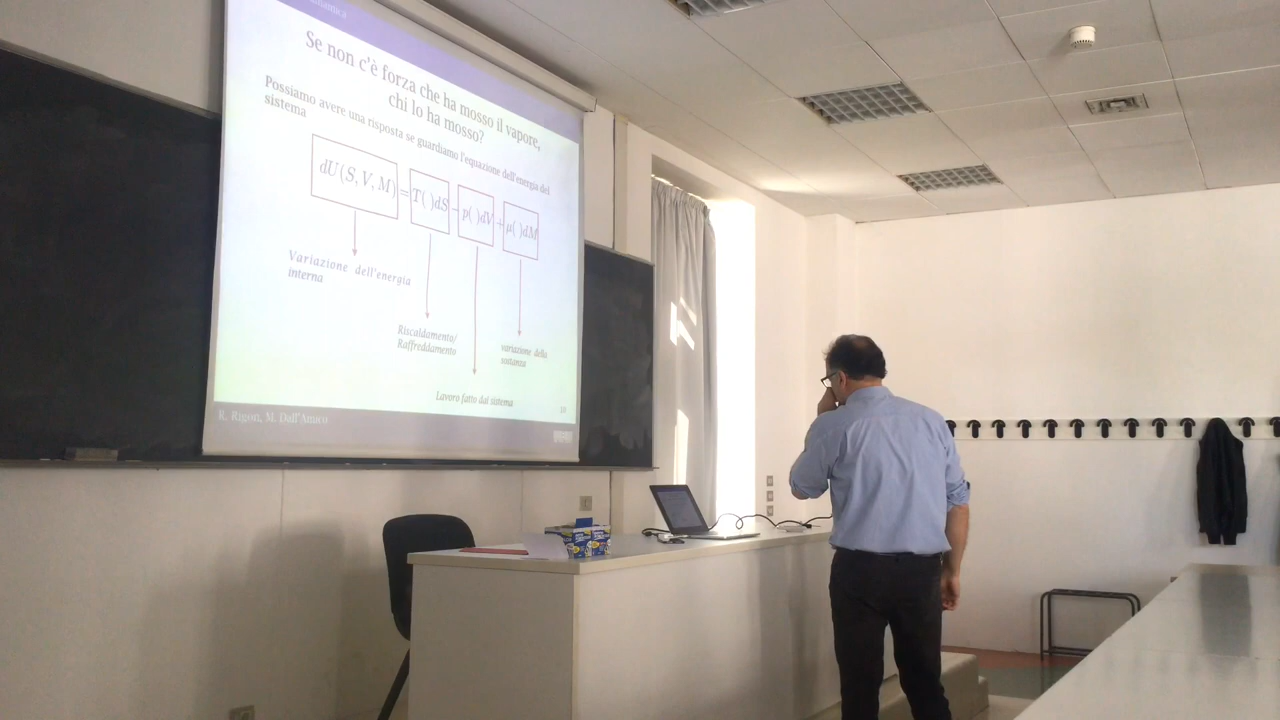 Se non c'è forza che ha mosso il vapore,
chi lo ha mosso?
Possiamo avere una risposta se guardiamo l'equazione dell'energia del
sistema
dU(S, V, M) = T( )dS - p( )dV + μ( )dM
Variazione dell'energia
interna
Riscaldamento/
Raffreddamento
variazione della
sostanza
Lavoro fatto dal sistema
10
R. Rigon, M. Dall'Amico